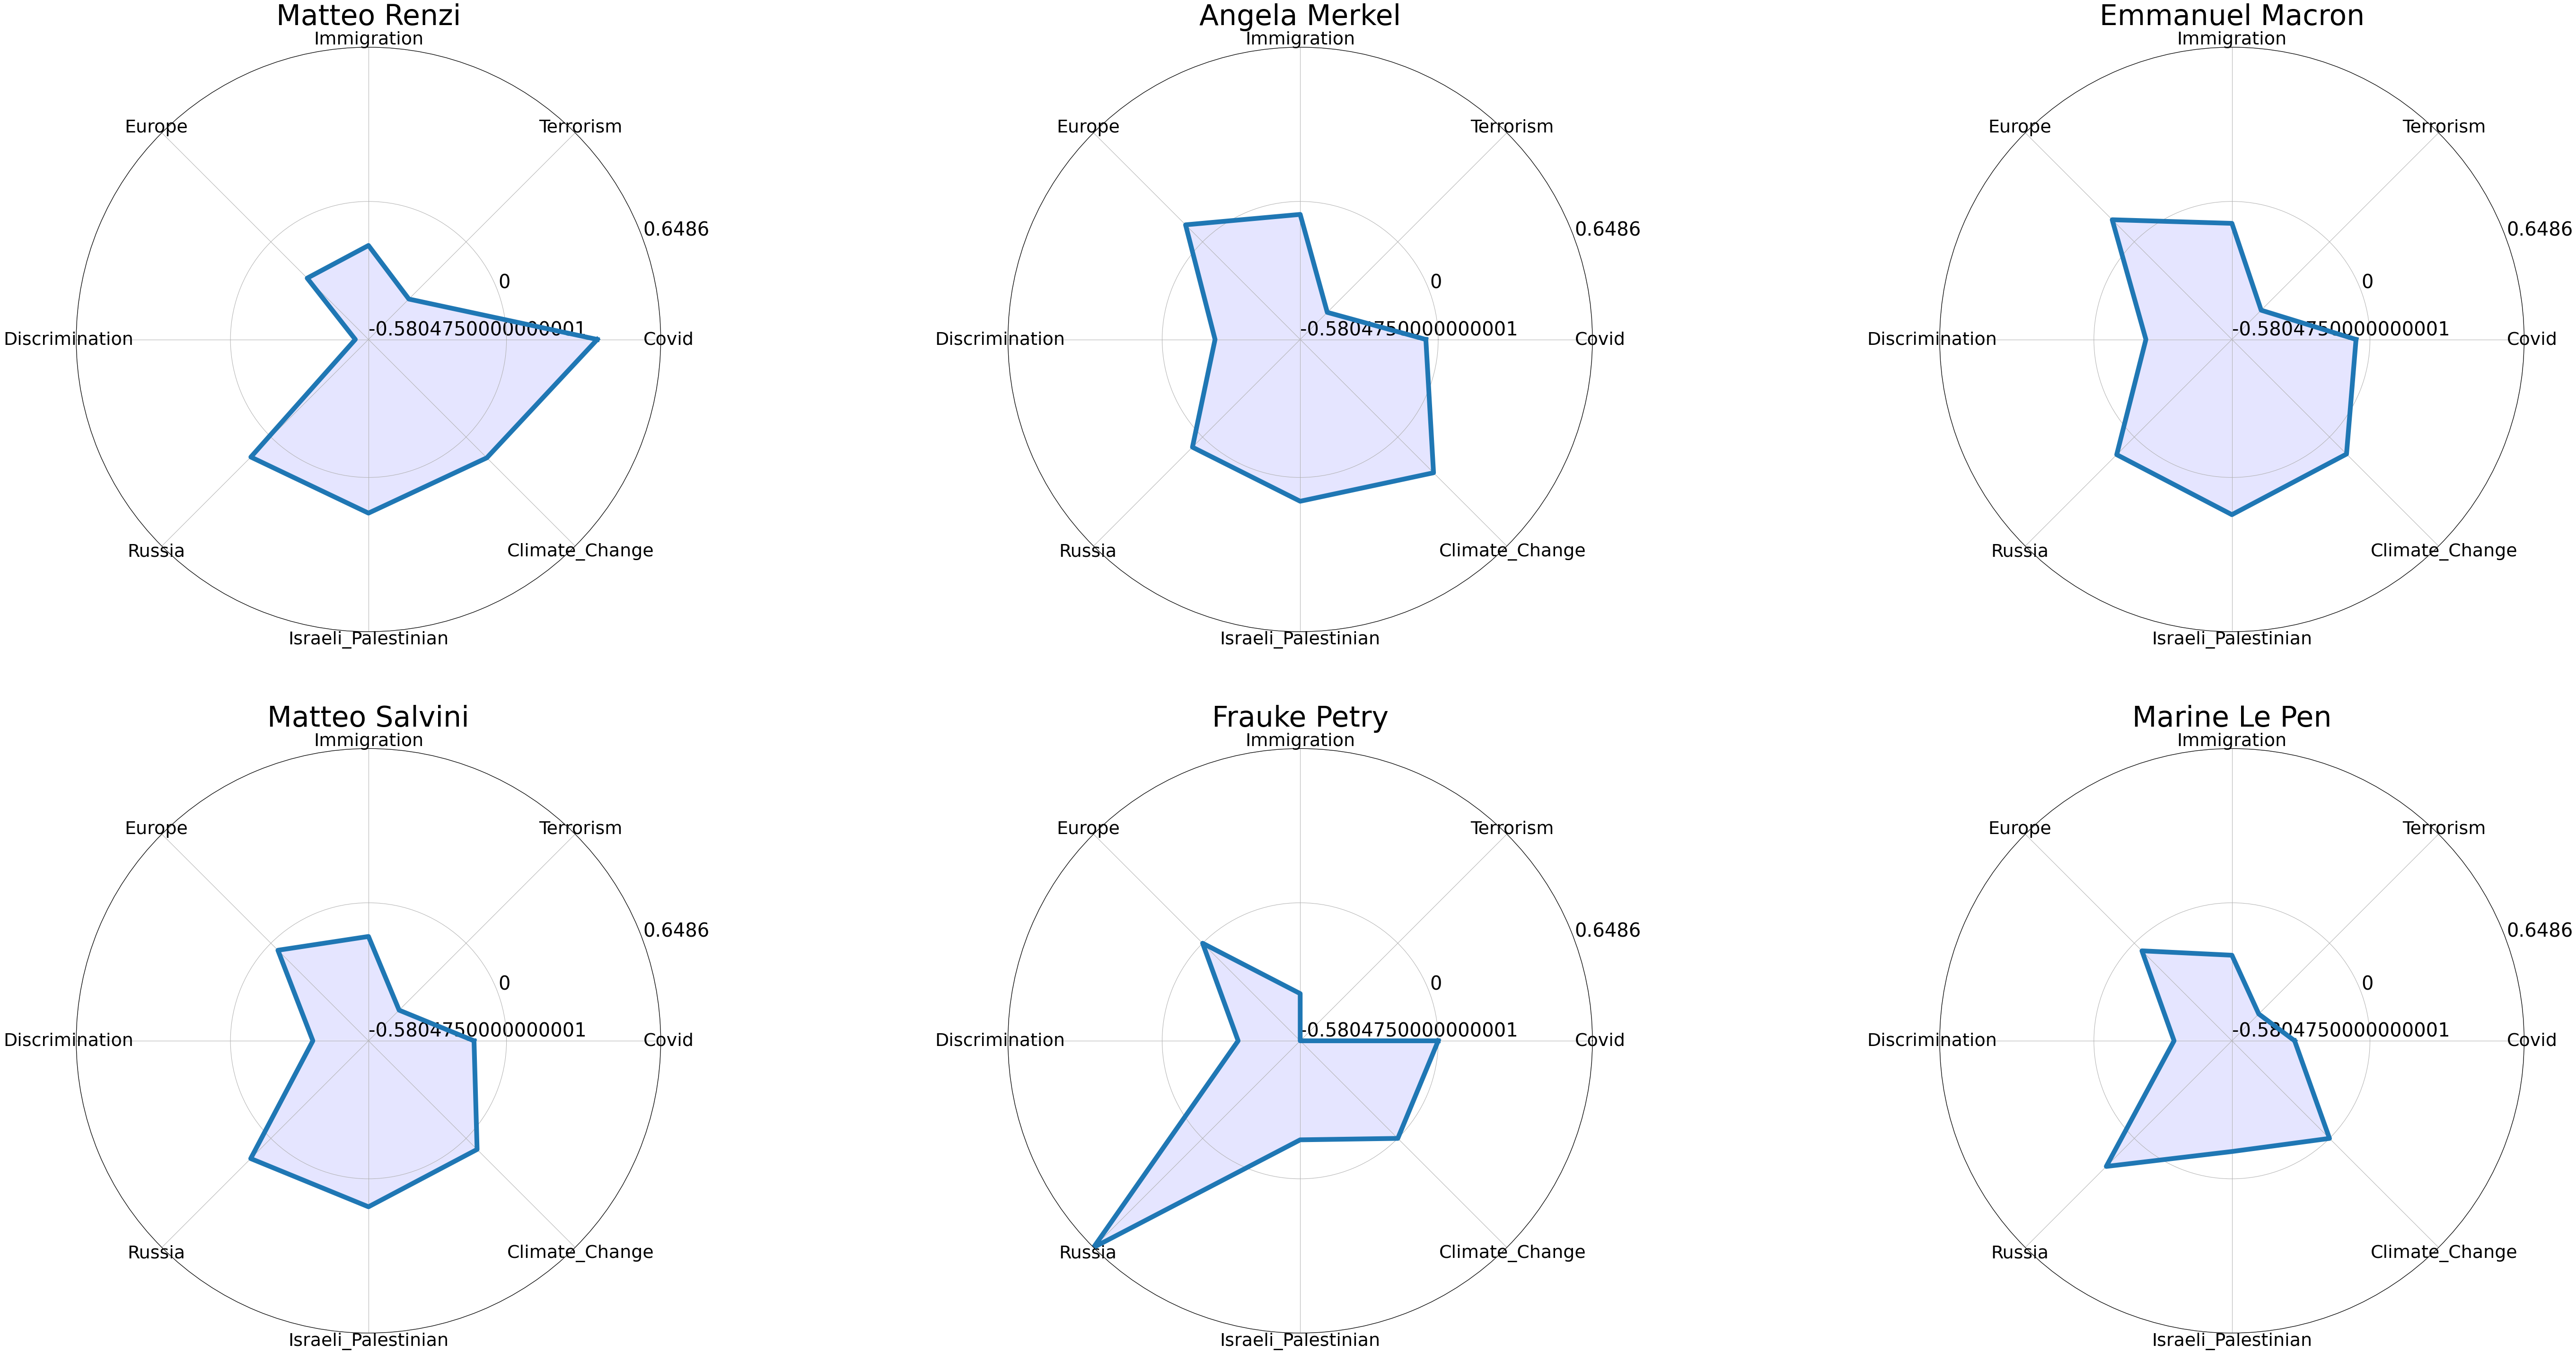 Matteo Renzi
Immigration
Europe
Terrorism
0.6486
0
-0.5804750000000001
Discrimination
Covid
Russia
Climate_Change
Israeli_Palestinian
Angela Merkel
Immigration
Europe
Terrorism
0.6486
0
-0.5804750000000001
Discrimination
Covid
Russia
Climate_Change
Israeli_Palestinian
Emmanuel Macron
Immigration
Europe
Terrorism
0.6486
0
-0.5804750000000001
Discrimination
Covid
Russia
Climate_Change
Israeli_Palestinian
Matteo Salvini
Immigration
Europe
Terrorism
0.6486
0
-0.5804750000000001
Discrimination
Covid
Russia
Climate_Change
Israeli_Palestinian
Frauke Petry
Immigration
Europe
Terrorism
0.6486
0
-0.5804750000000001
Discrimination
Covid
Russia
Climate_Change
Israeli_Palestinian
Marine Le Pen
Immigration
Europe
Terrorism
0.6486
0
-0.5804750000000001
Discrimination
Covid
Russia
Climate_Change
Israeli_Palestinian